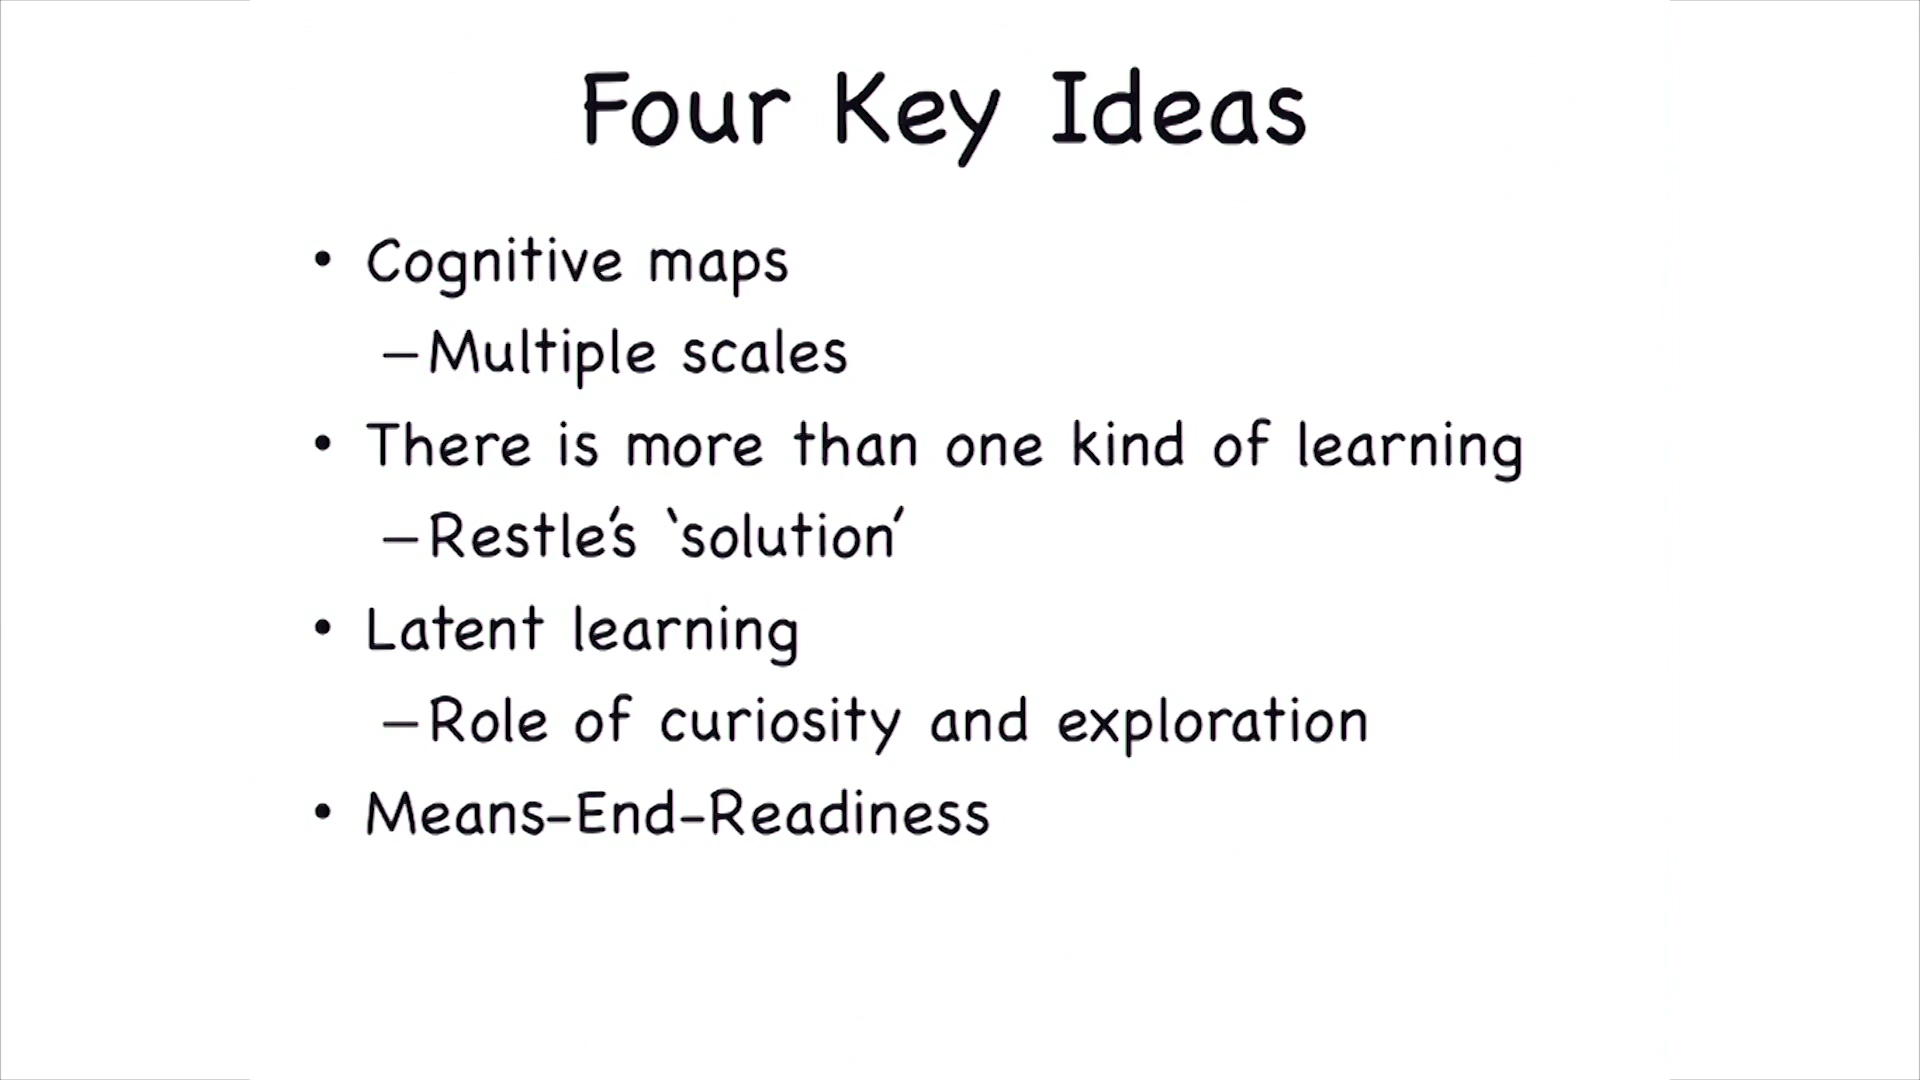 Four Key Ideas
• Cognitive maps
–Multiple scales
• There is more than one kind of learning
–Restle's 'solution'
• Latent learning
–Role of curiosity and exploration
• Means-End-Readiness